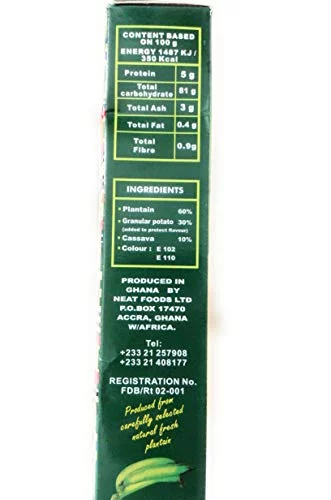 CONTENT BASED
ON 100 g
ENERGY 1487 KJ /
350 Kcal
Protein 5 g
Total
carbohydrate 81 g
Total Ash 3 g
Total Fat 0.4 g
Total
Fibre 0.9g
INGREDIENTS
• Plantain 60%
• Granular potato 30%
(added to protect flavour)
• Cassava 10%
• Colour : E 102
E 110
PRODUCED IN
GHANA BY
NEAT FOODS LTD
P.O.BOX 17470
ACCRA, GHANA
W/AFRICA.
Tel:
+233 21 257908
+233 21 408177
REGISTRATION No.
FDB/Rt 02-001
Produced from
carefully selected
natural fresh
plantain